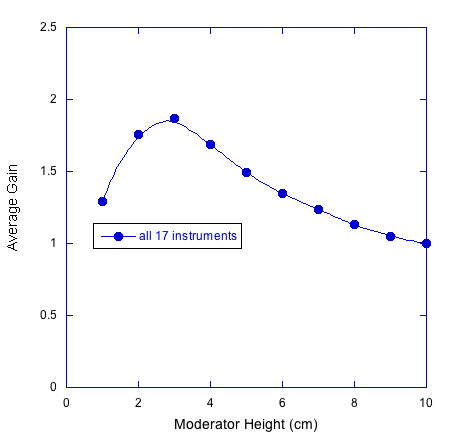 2.5
2
1.5
1
0.5
0
Average Gain
all 17 instruments
0 2 4 6 8 10
Moderator Height (cm)